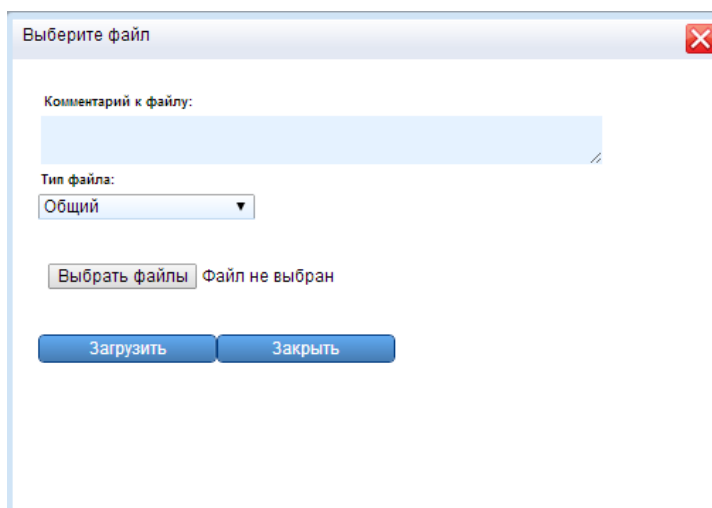 Выберите файл
Комментарий к файлу:
Тип файла:
Общий
Выбрать файлы Файл не выбран
Загрузить Закрыть